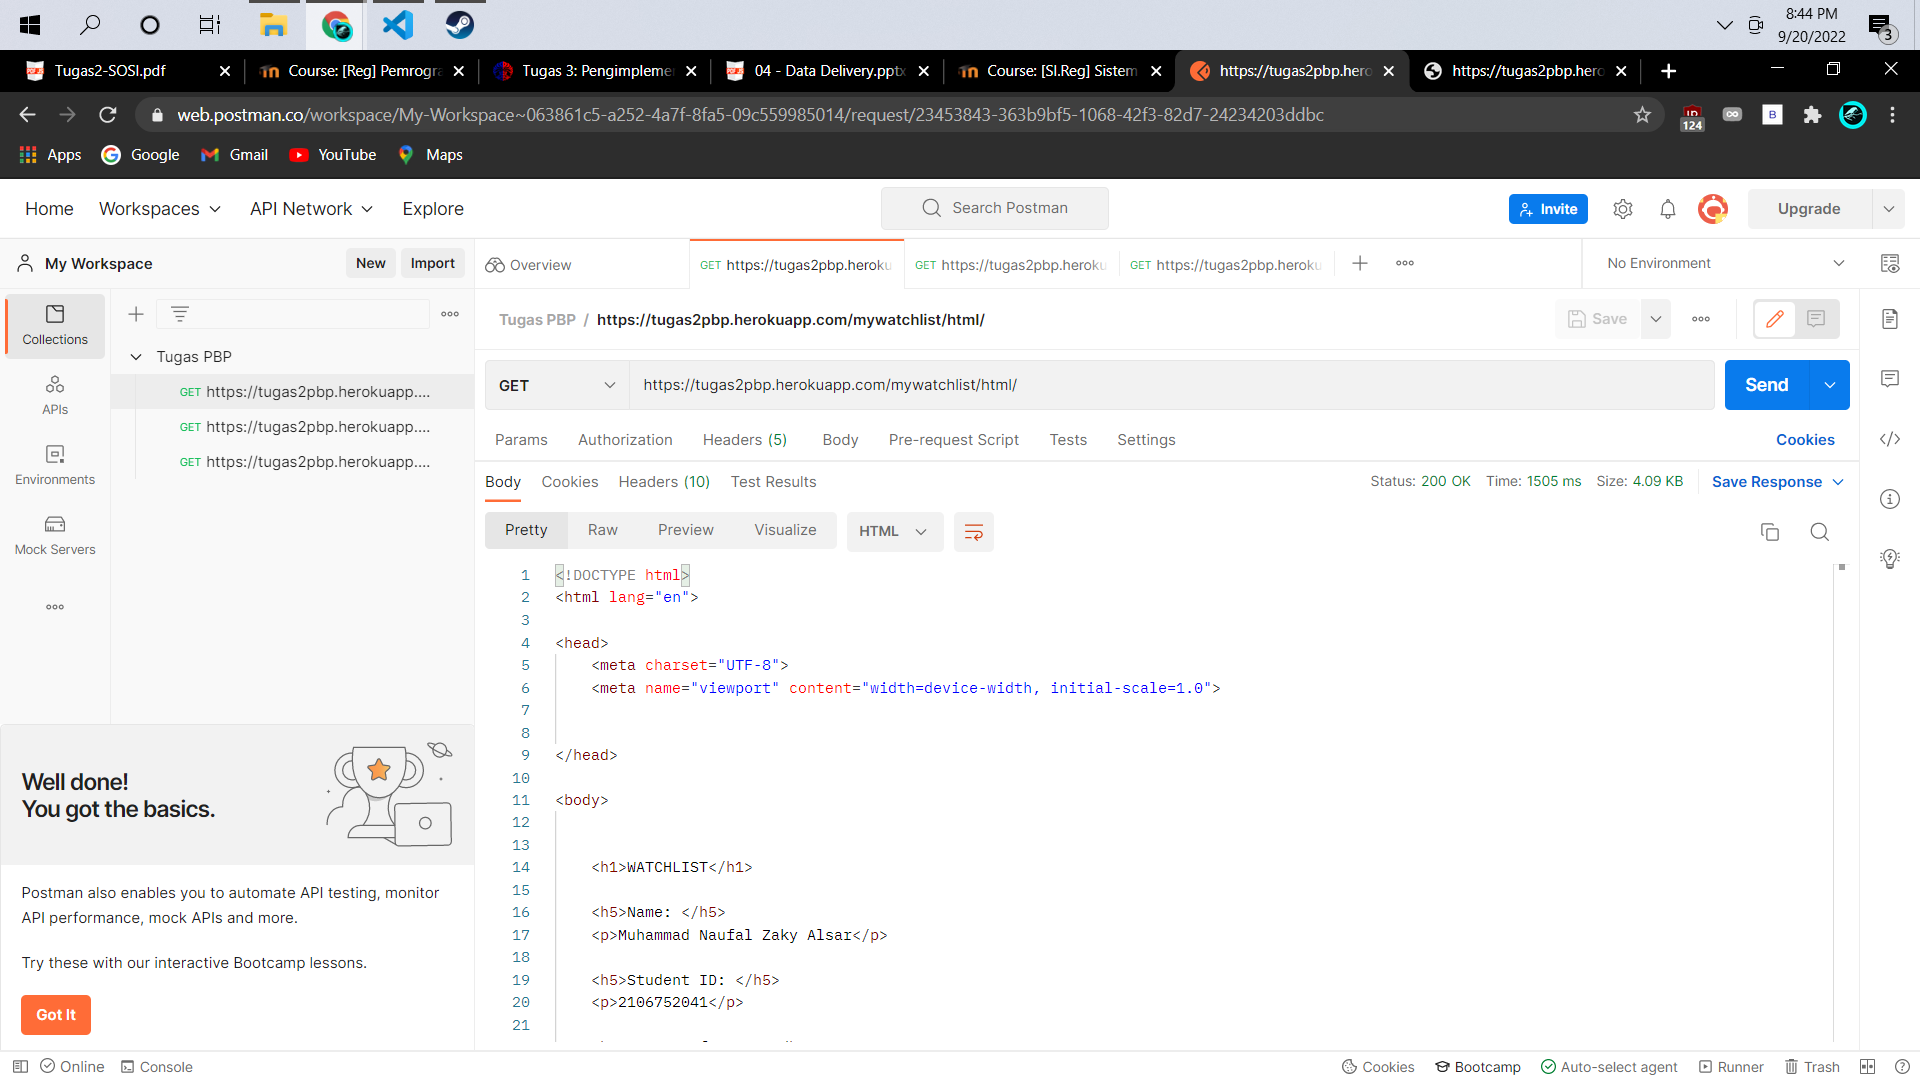 8:44 PM
9/20/2022
3
Tugas2-SOSI.pdf
Course: [Reg] Pemrogra
Tugas 3: Pengimplemen
04 - Data Delivery.pptx
Course: [SI.Reg] Sistem
https://tugas2pbp.hero
https://tugas2pbp.hero
web.postman.co/workspace/My-Workspace~063861c5-a252-4a7f-8fa5-09c559985014/request/23453843-363b9bf5-1068-42f3-82d7-24234203ddbc
124
B
Apps
Google
Gmail
YouTube
Maps
Home
Workspaces
API Network
Explore
Search Postman
Invite
Upgrade
My Workspace
New
Import
Overview
GET https://tugas2pbp.heroku
GET https://tugas2pbp.heroku
GET https://tugas2pbp.heroku
No Environment
Collections
APIs
Environments
Mock Servers
Tugas PBP
GET https://tugas2pbp.herokuapp....
GET https://tugas2pbp.herokuapp....
GET https://tugas2pbp.herokuapp....
Tugas PBP / https://tugas2pbp.herokuapp.com/mywatchlist/html/
Save
GET
https://tugas2pbp.herokuapp.com/mywatchlist/html/
Send
Params
Authorization
Headers (5)
Body
Pre-request Script
Tests
Settings
Cookies
Body
Cookies
Headers (10)
Test Results
Status: 200 OK
Time: 1505 ms
Size: 4.09 KB
Save Response
Pretty
Raw
Preview
Visualize
HTML
1 <!DOCTYPE html>
2 <html lang="en">
3
4 <head>
5 <meta charset="UTF-8">
6 <meta name="viewport" content="width=device-width, initial-scale=1.0">
7
8
9 </head>
10
11 <body>
12
13
14 <h1>WATCHLIST</h1>
15
16 <h5>Name: </h5>
17 <p>Muhammad Naufal Zaky Alsar</p>
18
19 <h5>Student ID: </h5>
20 <p>2106752041</p>
21
Well done!
You got the basics.
Postman also enables you to automate API testing, monitor
API performance, mock APIs and more.
Try these with our interactive Bootcamp lessons.
Got It
Online
Console
Cookies
Bootcamp
Auto-select agent
Runner
Trash